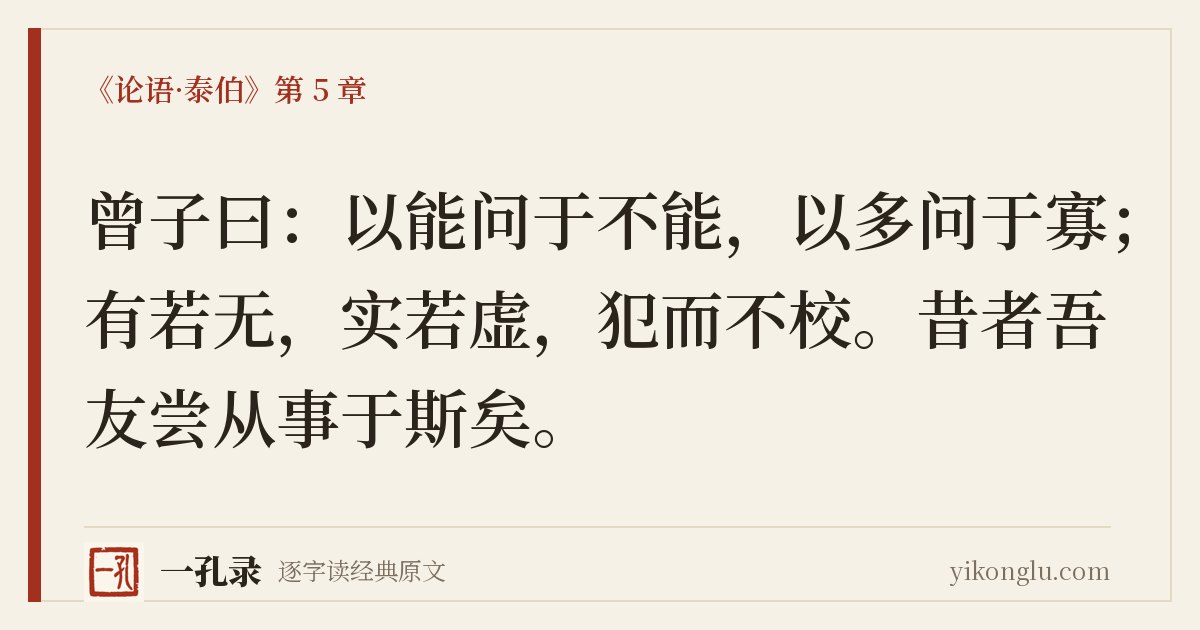 《论语·泰伯》第 5 章
曾子曰：以能问于不能，以多问于寡；
有若无，实若虚，犯而不校。昔者吾
友尝从事于斯矣。
一孔
一孔录 逐字读经典原文 yikonglu.com